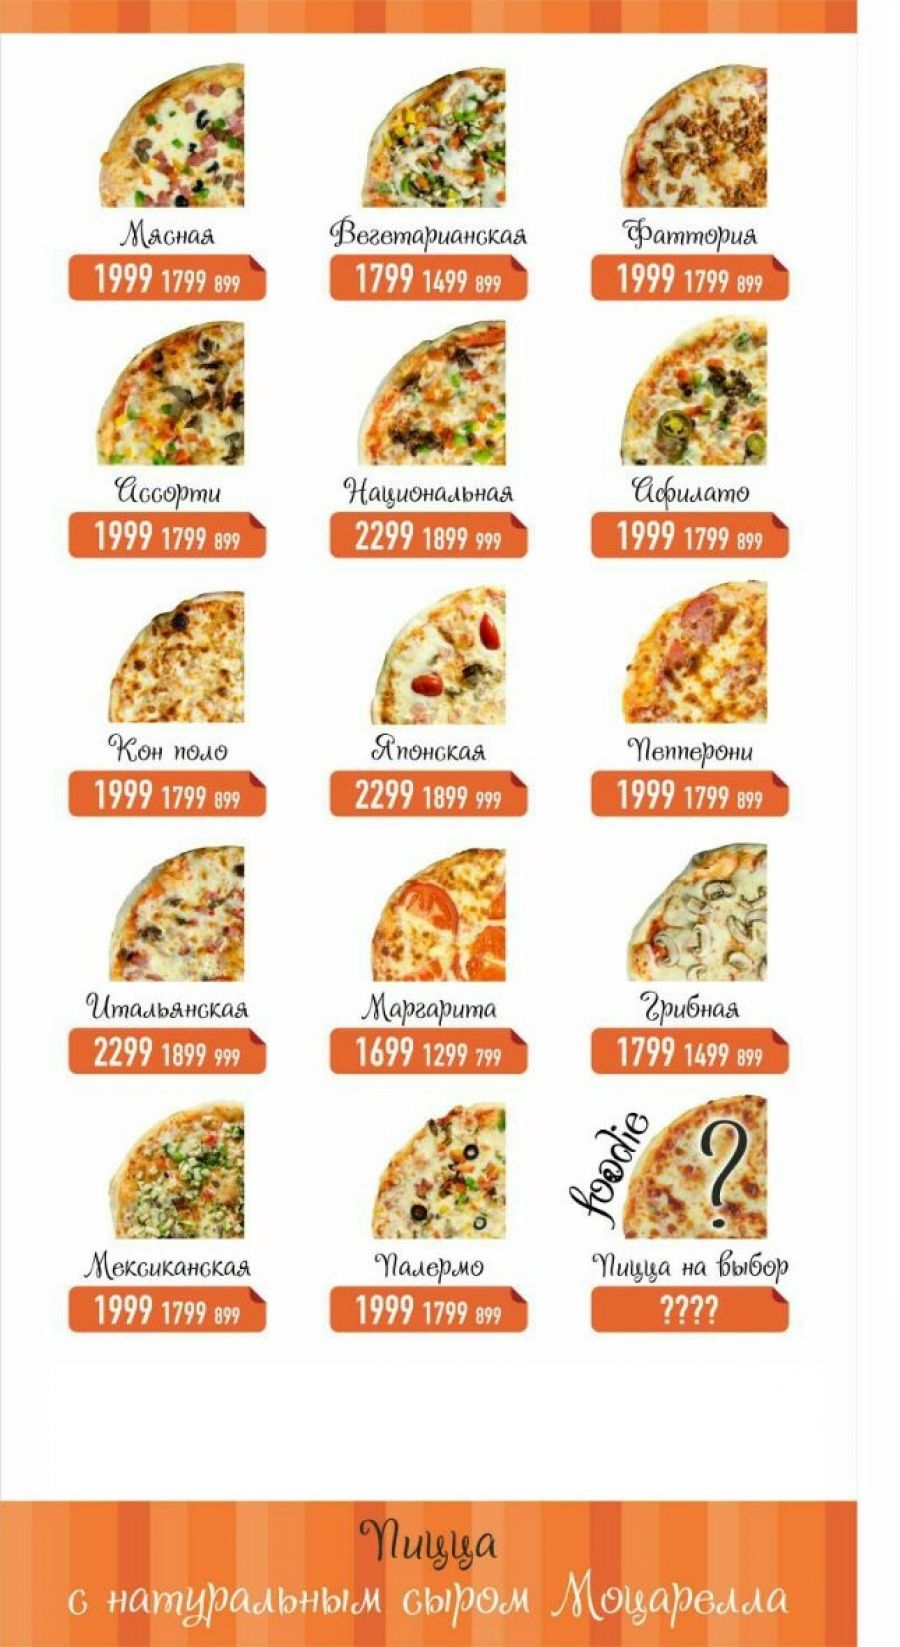 Мясная
1999 1799 899
Вегетарианская
1799 1499 899
Фаттория
1999 1799 899
Ассорти
1999 1799 899
Национальная
2299 1899 999
Афилато
1999 1799 899
Кон поло
1999 1799 899
Японская
2299 1899 999
Пепперони
1999 1799 899
Итальянская
2299 1899 999
Маргарита
1699 1299 799
Грибная
1799 1499 899
Мексиканская
1999 1799 899
Палермо
1999 1799 899
foodie
?
Пицца на выбор
????
Пицца
с натуральным сыром Моцарелла